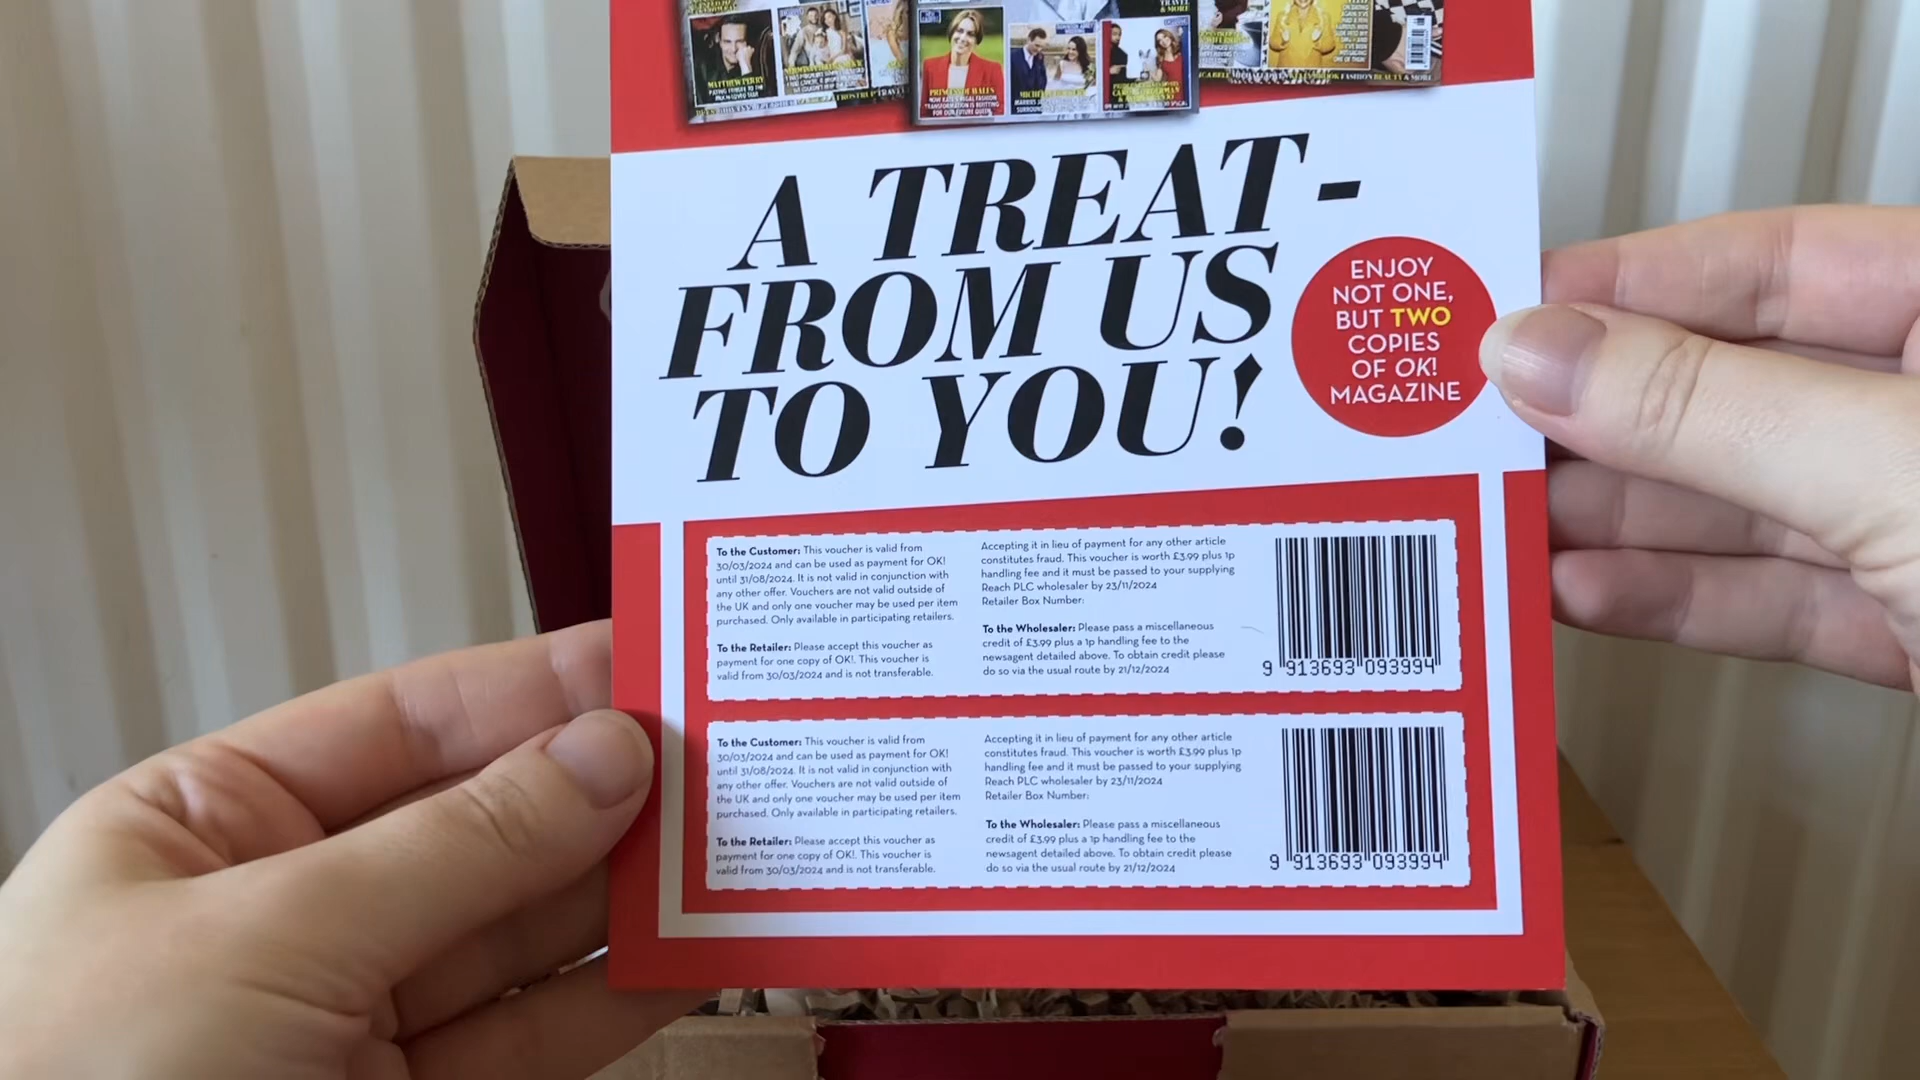 MATTHEW PERRY
PRINCESS OF WALES
TRAVEL
& MORE
A TREAT-
FROM US
TO YOU!
ENJOY
NOT ONE,
BUT TWO
COPIES
OF OK!
MAGAZINE
To the Customer: This voucher is valid from
30/03/2024 and can be used as payment for OK!
until 31/08/2024. It is not valid in conjunction with
any other offer. Vouchers are not valid outside of
the UK and only one voucher may be used per item
purchased. Only available in participating retailers.
To the Retailer: Please accept this voucher as
payment for one copy of OK!. This voucher is
valid from 30/03/2024 and is not transferable.
Accepting it in lieu of payment for any other article
constitutes fraud. This voucher is worth £3.99 plus 1p
handling fee and it must be passed to your supplying
Reach PLC wholesaler by 23/11/2024
Retailer Box Number:
To the Wholesaler: Please pass a miscellaneous
credit of £3.99 plus a 1p handling fee to the
newsagent detailed above. To obtain credit please
do so via the usual route by 21/12/2024
9 913693 093994
To the Customer: This voucher is valid from
30/03/2024 and can be used as payment for OK!
until 31/08/2024. It is not valid in conjunction with
any other offer. Vouchers are not valid outside of
the UK and only one voucher may be used per item
purchased. Only available in participating retailers.
To the Retailer: Please accept this voucher as
payment for one copy of OK!. This voucher is
valid from 30/03/2024 and is not transferable.
Accepting it in lieu of payment for any other article
constitutes fraud. This voucher is worth £3.99 plus 1p
handling fee and it must be passed to your supplying
Reach PLC wholesaler by 23/11/2024
Retailer Box Number:
To the Wholesaler: Please pass a miscellaneous
credit of £3.99 plus a 1p handling fee to the
newsagent detailed above. To obtain credit please
do so via the usual route by 21/12/2024
9 913693 093994